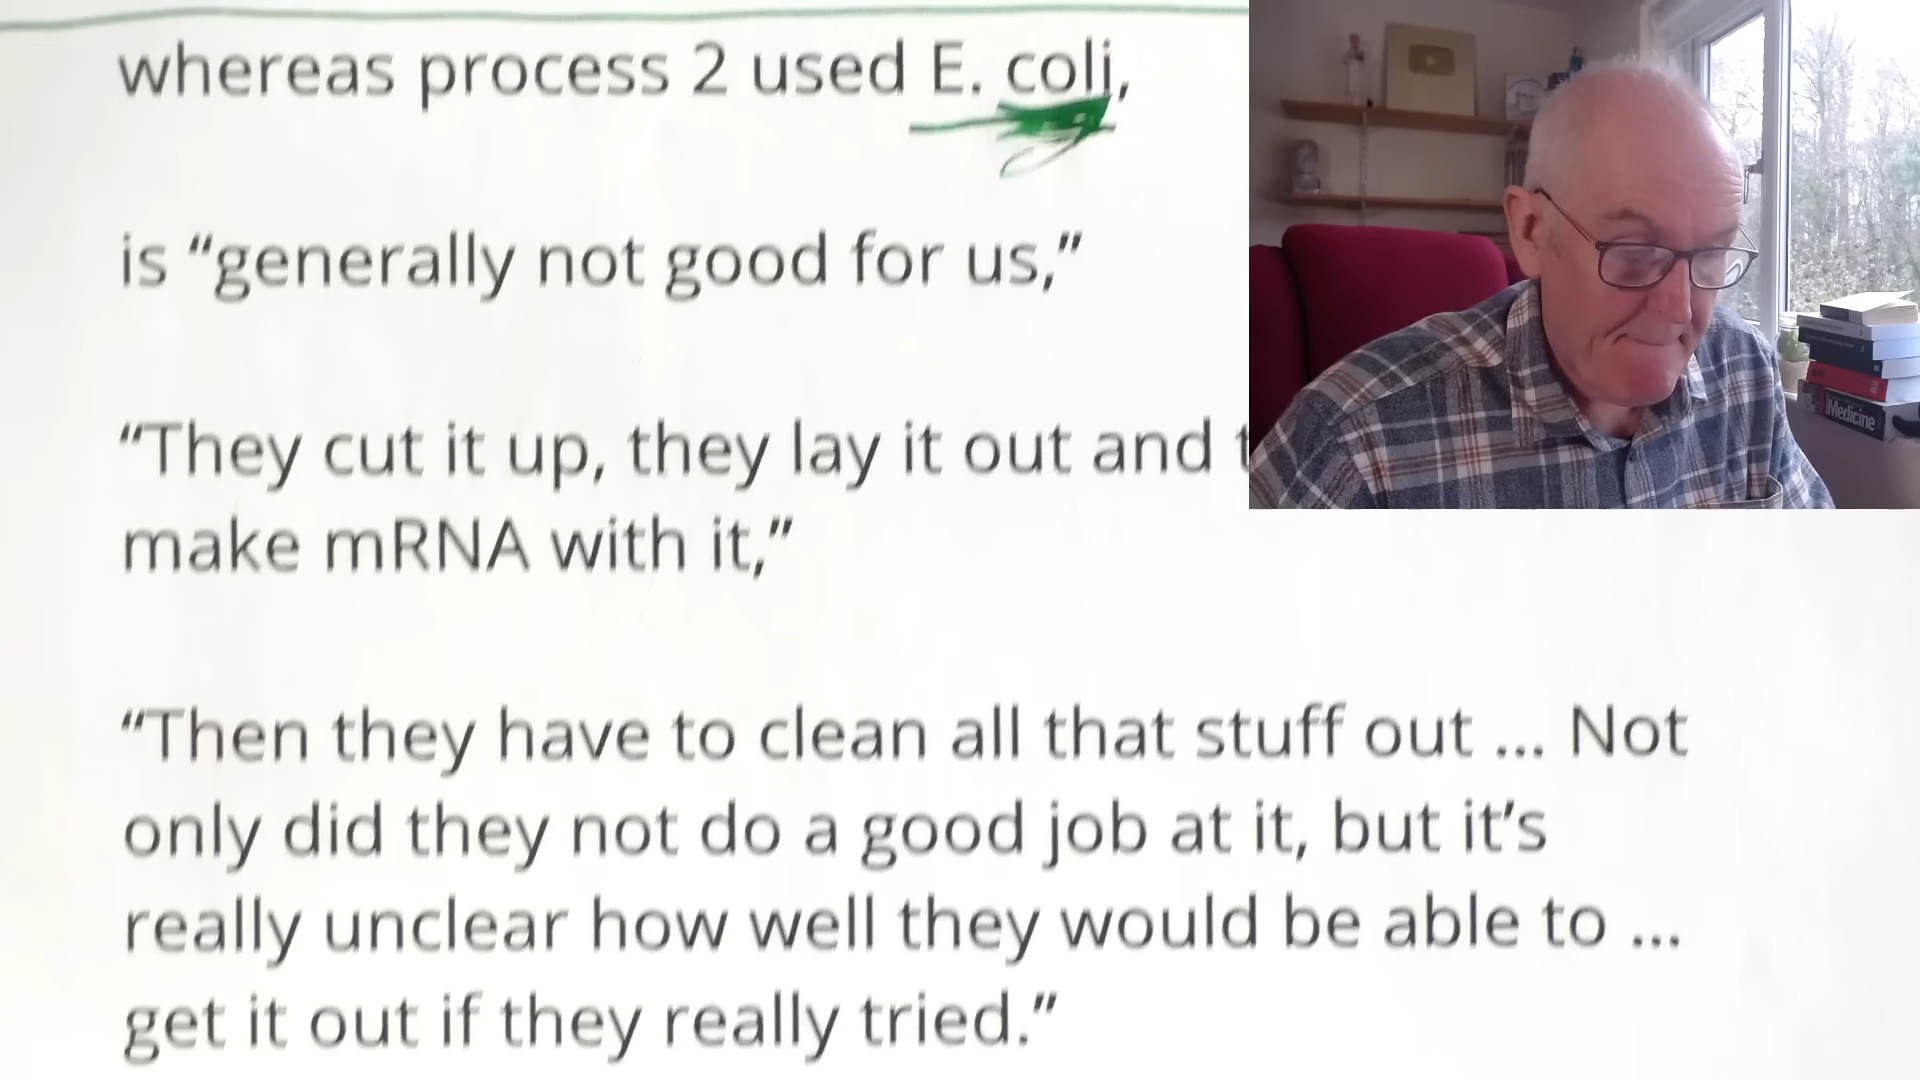 whereas process 2 used E. coli,
is “generally not good for us,”
“They cut it up, they lay it out and
make mRNA with it,”
“Then they have to clean all that stuff out ... Not
only did they not do a good job at it, but it’s
really unclear how well they would be able to ...
get it out if they really tried.”
Medicine